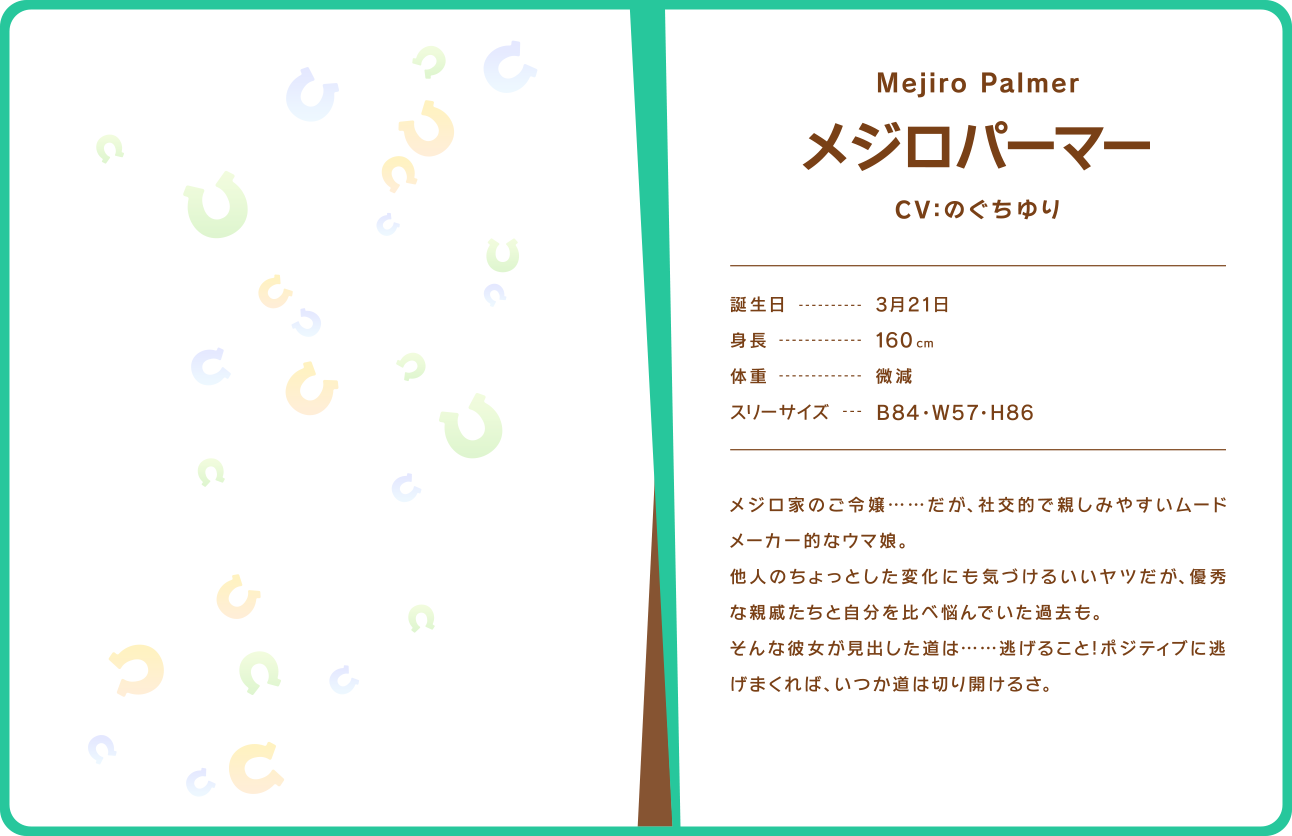 Mejiro Palmer
メジロパーマー
CV:のぐちゆり
誕生日 ---------- 3月21日
身長 ------------- 160cm
体重 ------------- 微減
スリーサイズ --- B84・W57・H86
メジロ家のご令嬢……だが、社交的で親しみやすいムード
メーカー的なウマ娘。
他人のちょっとした変化にも気づけるいいヤツだが、優秀
な親戚たちと自分を比べ悩んでいた過去も。
そんな彼女が見出した道は……逃げること!ポジティブに逃
げまくれば、いつか道は切り開けるさ。